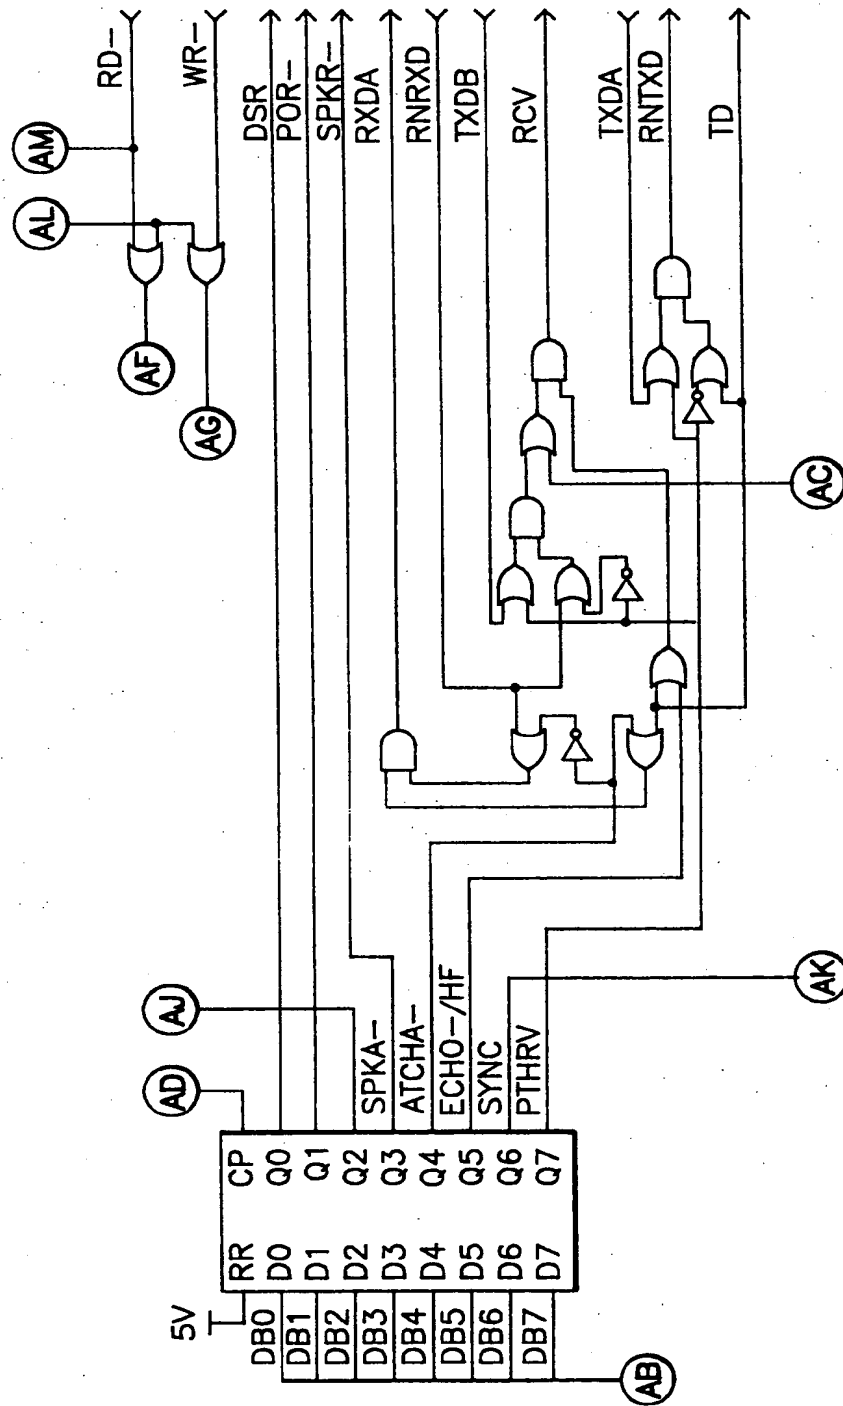 AM
RD–
AL
WR–
AF
AG
DSR
POR–
SPKR–
RXDA
RNRXD
TXDB
RCV
TXDA
RNTXD
TD
AC
AJ
AD
SPKA–
ATCHA–
ECHO–/HF
SYNC
PTHRV
AK
5V
RR CP
DB0 D0 Q0
DB1 D1 Q1
DB2 D2 Q2
DB3 D3 Q3
DB4 D4 Q4
DB5 D5 Q5
DB6 D6 Q6
DB7 D7 Q7
AB